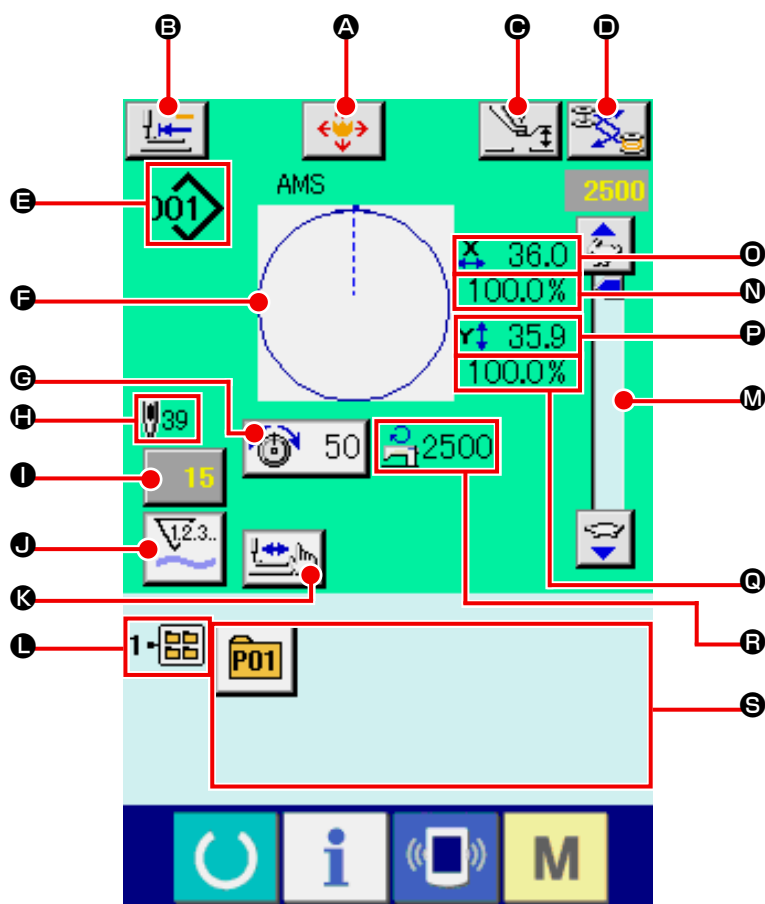 B A C D
E 001 AMS 2500
X 36.0 O
100.0% N
F Y 35.9 P
100.0%
G M
H 39
50 2500
I 15
J 1.2.3..
Q
K
R
L 1 P01
S
i M